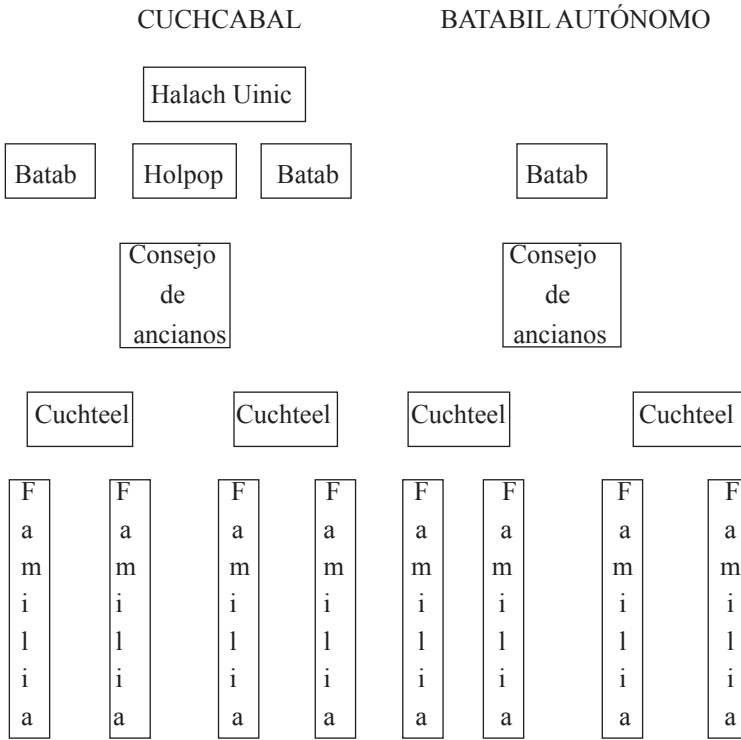 CUCHCABAL BATABIL AUTÓNOMO
Halach Uinic
Batab Holpop Batab Batab
Consejo de ancianos Consejo de ancianos
Cuchteel Cuchteel Cuchteel Cuchteel
Familia Familia Familia Familia Familia Familia Familia Familia